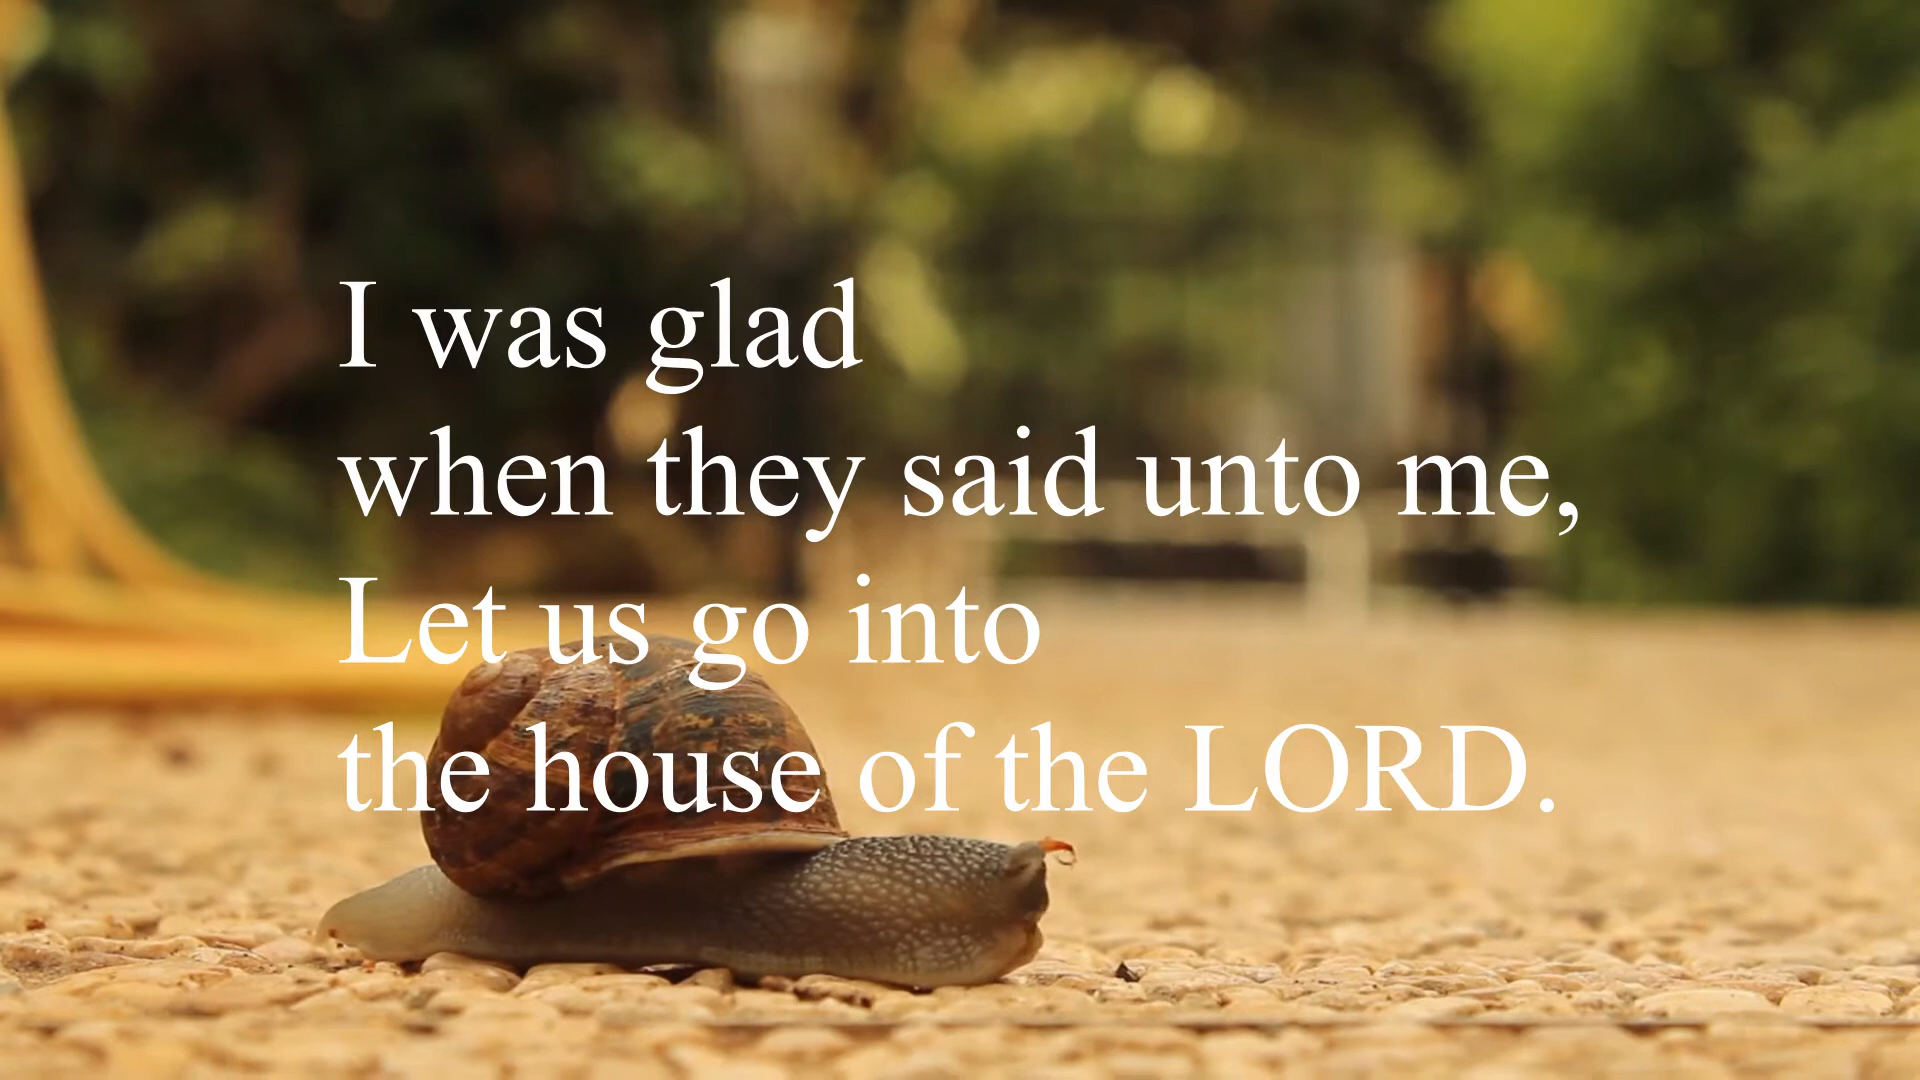 I was glad
when they said unto me,
Let us go into
the house of the LORD.